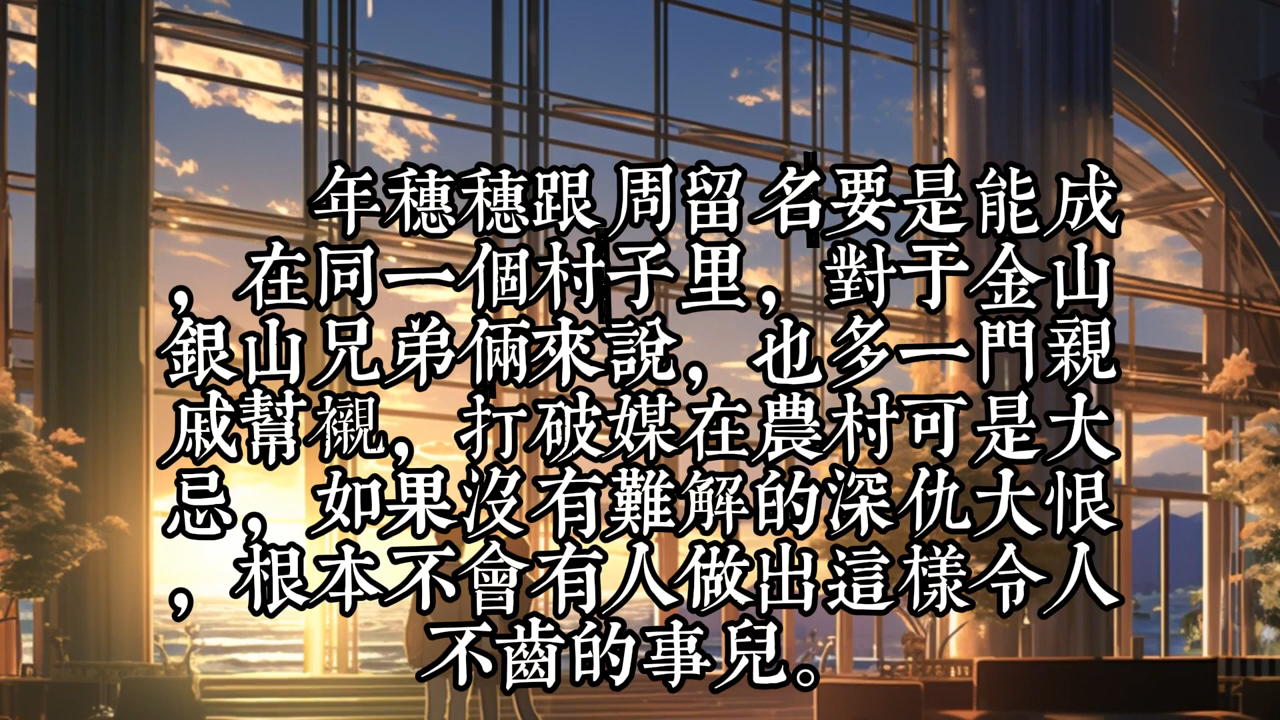 年穗穗跟周留名要是能成
，在同一個村子里，對于金山
銀山兄弟倆來說，也多一門親
戚幫襯，打破媒在農村可是大
忌，如果沒有難解的深仇大恨
，根本不會有人做出這樣令人
不齒的事兒。